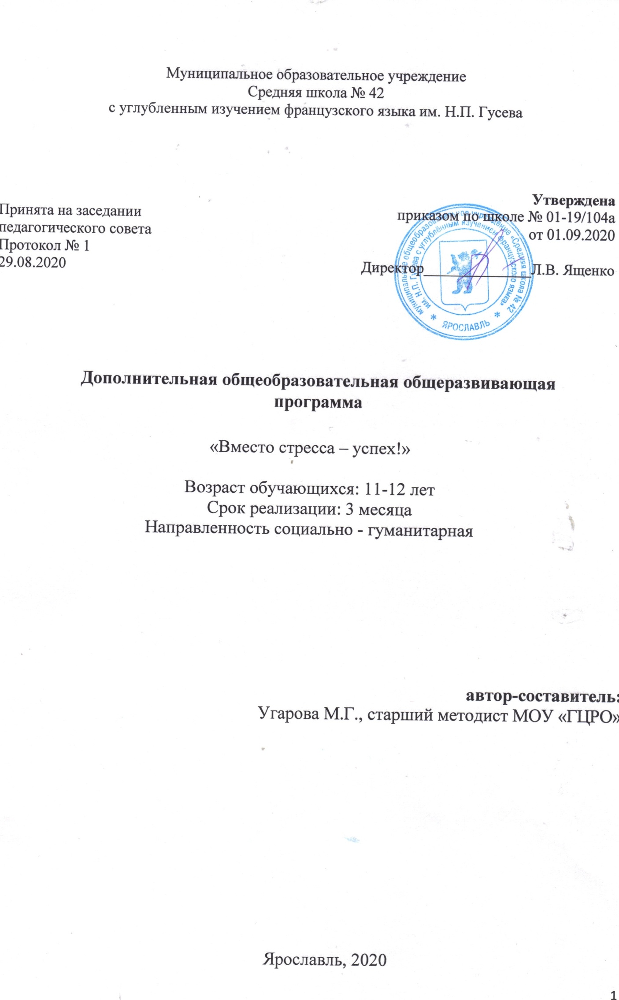 Муниципальное образовательное учреждение
Средняя школа № 42
с углубленным изучением французского языка им. Н.П. Гусева
Принята на заседании
педагогического совета
Протокол № 1
29.08.2020
Утверждена
приказом по школе № 01-19/104а
от 01.09.2020
Директор______________Л.В. Ященко
муниципальное общеобразовательное учреждение «Средняя школа № 42
им. Н.П. Гусева с углублённым изучением французского языка»
* ЯРОСЛАВЛЬ *
Дополнительная общеобразовательная общеразвивающая
программа
«Вместо стресса – успех!»
Возраст обучающихся: 11-12 лет
Срок реализации: 3 месяца
Направленность социально - гуманитарная
автор-составитель:
Угарова М.Г., старший методист МОУ «ГЦРО»
Ярославль, 2020
1